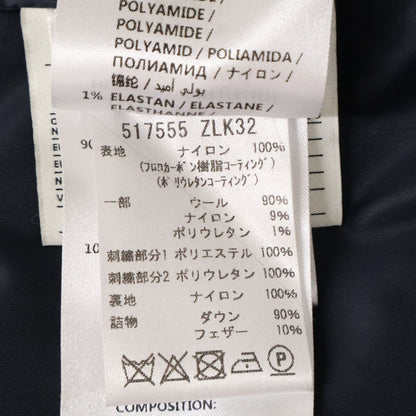 POLYAMIDE /
POLYAMIDE /
POLYAMID / POLIAMIDA /
ПОЛИАМИД / ナイロン /
锦纶 / بولي أميد /
1% ELASTAN / ELASTANE /
ELASTHANNE /
517555 ZLK32
表地 ナイロン 100%
(フロロカーボン樹脂コーティング)
(ポリウレタンコーティング)
一部 ウール 90%
ナイロン 9%
ポリウレタン 1%
刺繍部分1 ポリエステル 100%
刺繍部分2 ポリウレタン 100%
裏地 ナイロン 100%
詰物 ダウン 90%
フェザー 10%
P
COMPOSITION: